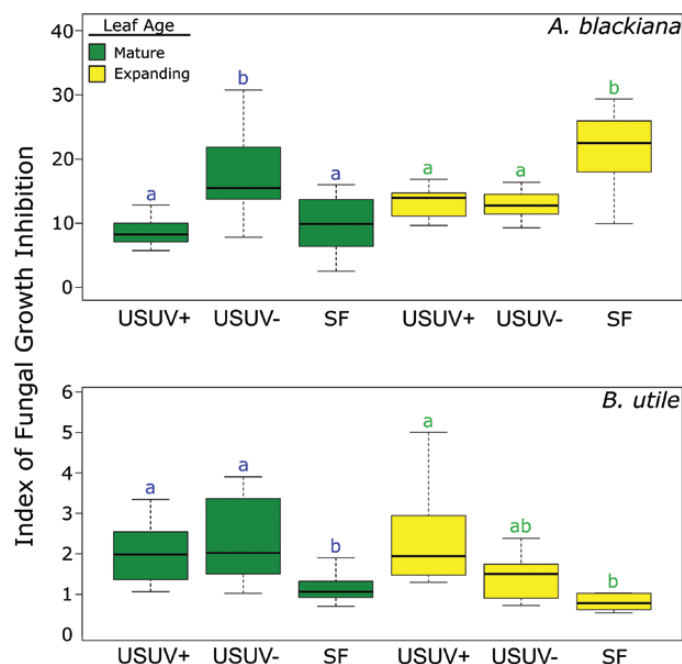 Index of Fungal Growth Inhibition
A. blackiana
Leaf Age
Mature
Expanding
40
30
20
10
0
a
b
a
a
a
b
USUV+ USUV- SF USUV+ USUV- SF
B. utile
6
5
4
3
2
1
0
a
a
b
a
ab
b
USUV+ USUV- SF USUV+ USUV- SF